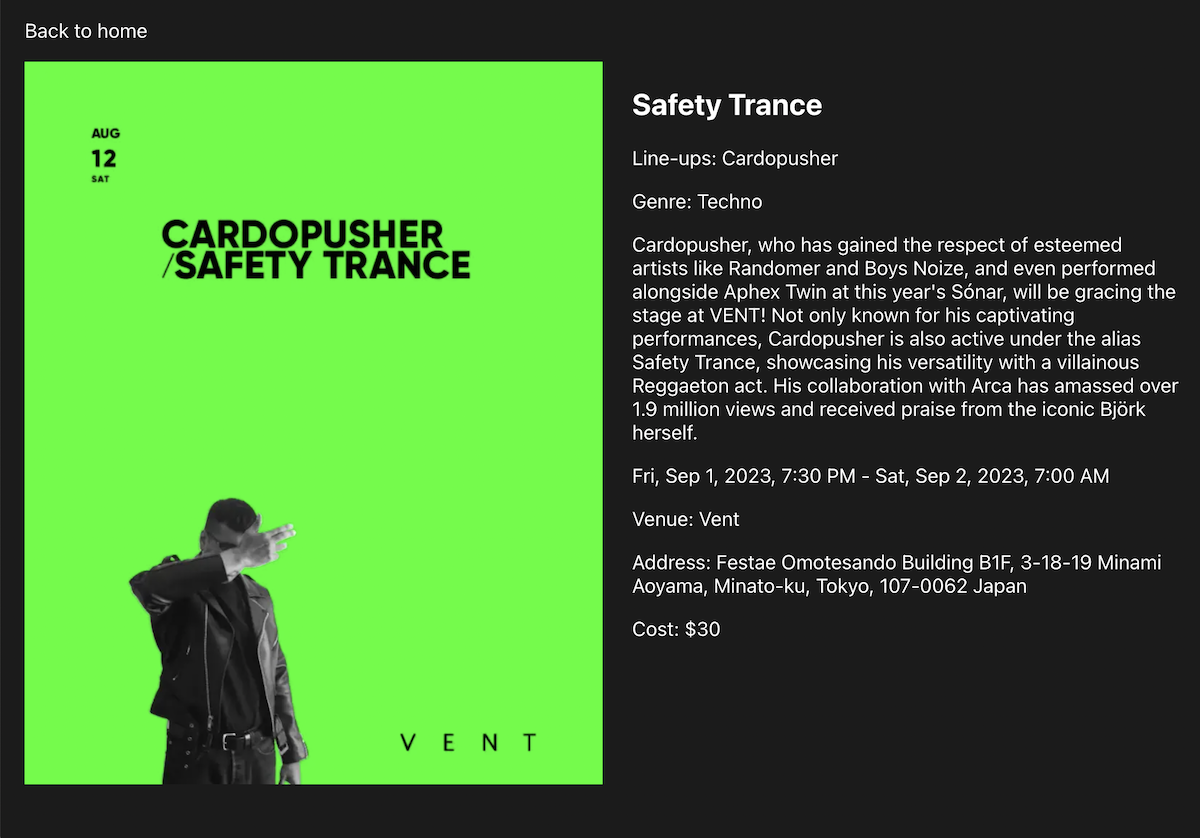 Back to home
AUG
12
SAT
CARDOPUSHER
/SAFETY TRANCE
V E N T
Safety Trance
Line-ups: Cardopusher
Genre: Techno
Cardopusher, who has gained the respect of esteemed
artists like Randomer and Boys Noize, and even performed
alongside Aphex Twin at this year's Sónar, will be gracing the
stage at VENT! Not only known for his captivating
performances, Cardopusher is also active under the alias
Safety Trance, showcasing his versatility with a villainous
Reggaeton act. His collaboration with Arca has amassed over
1.9 million views and received praise from the iconic Björk
herself.
Fri, Sep 1, 2023, 7:30 PM - Sat, Sep 2, 2023, 7:00 AM
Venue: Vent
Address: Festae Omotesando Building B1F, 3-18-19 Minami
Aoyama, Minato-ku, Tokyo, 107-0062 Japan
Cost: $30